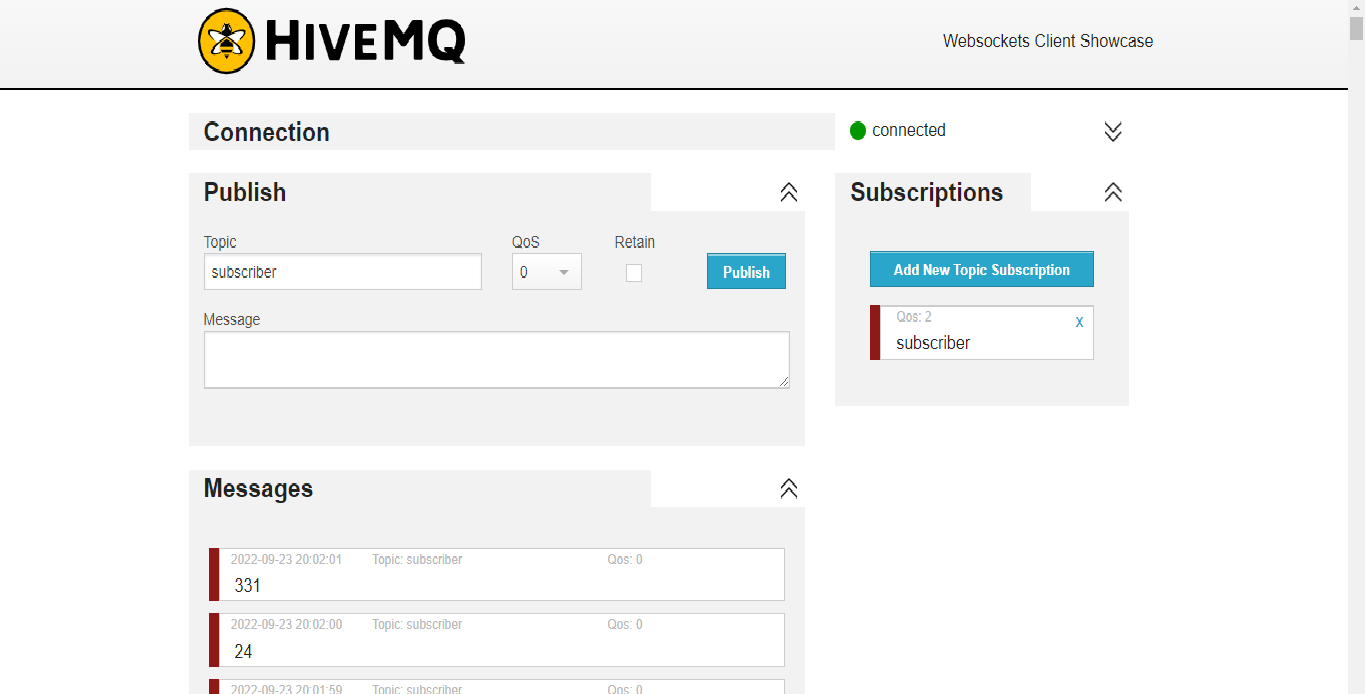 HIVEMQ
Websockets Client Showcase
Connection
connected
Publish
Topic
QoS
Retain
subscriber
0
Publish
Message
Subscriptions
Add New Topic Subscription
Qos: 2
x
subscriber
Messages
2022-09-23 20:02:01 Topic: subscriber Qos: 0
331
2022-09-23 20:02:00 Topic: subscriber Qos: 0
24
2022-09-23 20:01:59 Topic: subscriber Qos: 0